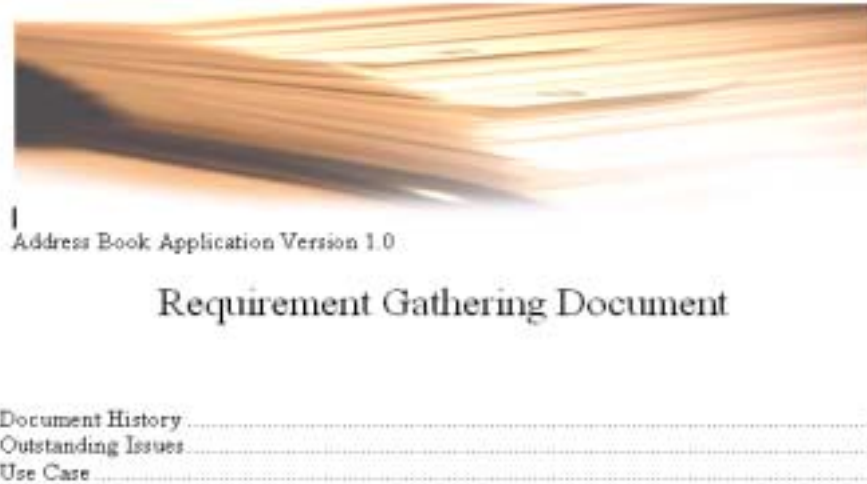 Address Book Application Version 1.0
Requirement Gathering Document
Document History
Outstanding Issues
Use Case